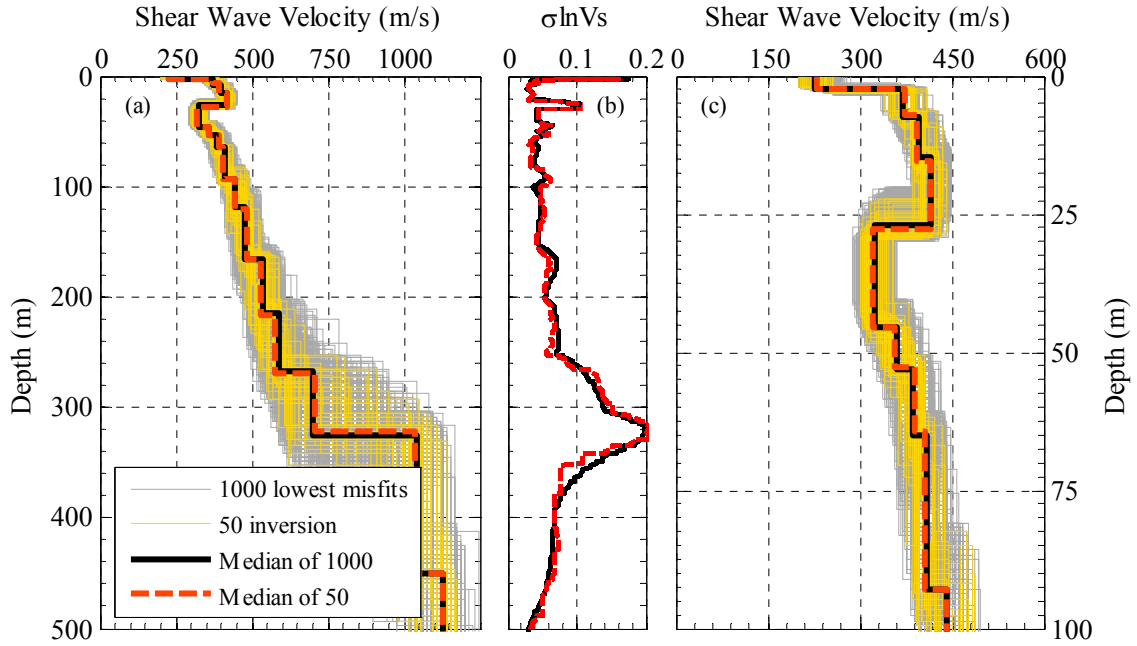 Shear Wave Velocity (m/s)
σlnVs
Shear Wave Velocity (m/s)
0 250 500 750 1000
0 0.1 0.2
0 150 300 450 600
0
100
200
300
400
500
Depth (m)
(a)
(b)
(c)
0
25
50
75
100
Depth (m)
1000 lowest misfits
50 inversion
Median of 1000
Median of 50